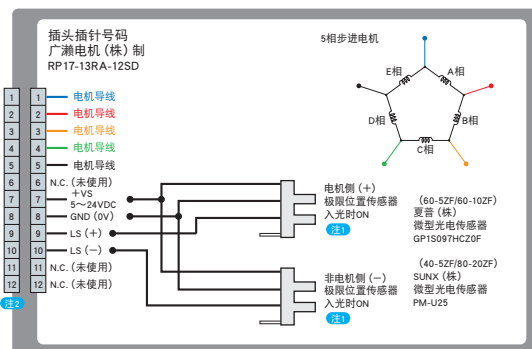 插头插针号码
广濑电机（株）制
RP17-13RA-12SD
5相步进电机
E相
A相
D相
B相
C相
1 1 电机导线
2 2 电机导线
3 3 电机导线
4 4 电机导线
5 5 电机导线
6 6 N.C.（未使用）
7 7 ＋VS
5～24VDC
8 8 GND（0V）
9 9 LS（＋）
10 10 LS（－）
11 11 N.C.（未使用）
12 12 N.C.（未使用）
注2
电机侧（＋）
极限位置传感器
入光时ON
注1
（60-5ZF/60-10ZF）
夏普（株）
微型光电传感器
GP1S097HCZ0F
非电机侧（－）
极限位置传感器
入光时ON
注1
（40-5ZF/80-20ZF）
SUNX（株）
微型光电传感器
PM-U25